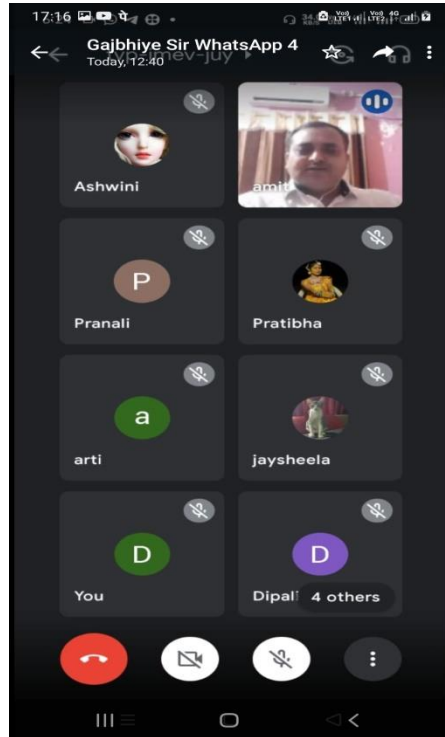 17:16
Gajbhiye Sir WhatsApp 4
Today, 12:40
Ashwini
amit
P
Pranali
Pratibha
a
arti
jaysheela
D
You
D
Dipali
4 others